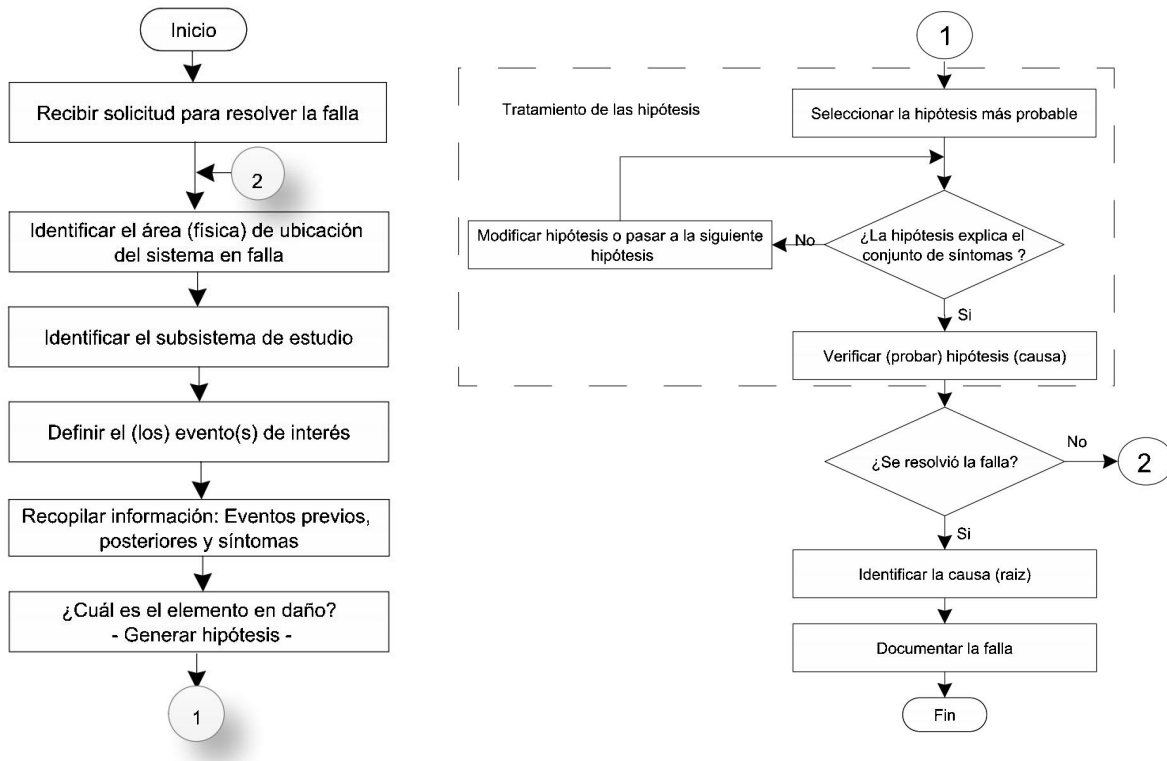 Inicio
Recibir solicitud para resolver la falla
2
Identificar el área (física) de ubicación
del sistema en falla
Identificar el subsistema de estudio
Definir el (los) evento(s) de interés
Recopilar información: Eventos previos,
posteriores y síntomas
¿Cuál es el elemento en daño?
- Generar hipótesis -
1
1
Tratamiento de las hipótesis
Seleccionar la hipótesis más probable
¿La hipótesis explica el
conjunto de síntomas ?
No
Modificar hipótesis o pasar a la siguiente
hipótesis
Si
Verificar (probar) hipótesis (causa)
¿Se resolvió la falla?
No
2
Si
Identificar la causa (raiz)
Documentar la falla
Fin